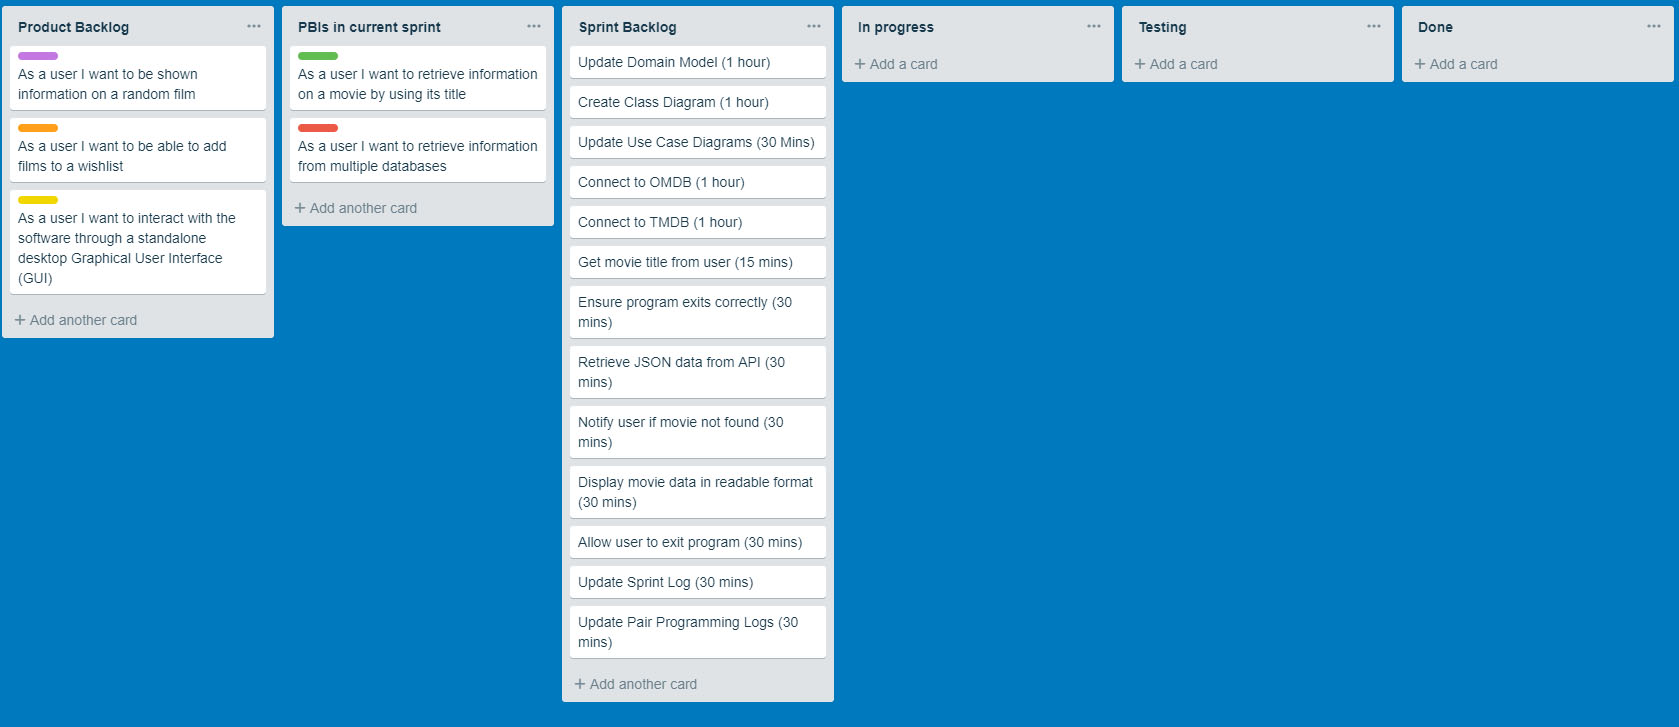 Product Backlog
As a user I want to be shown
information on a random film
As a user I want to be able to add
films to a wishlist
As a user I want to interact with the
software through a standalone
desktop Graphical User Interface
(GUI)
+ Add another card
PBIs in current sprint
As a user I want to retrieve information
on a movie by using its title
As a user I want to retrieve information
from multiple databases
+ Add another card
Sprint Backlog
Update Domain Model (1 hour)
Create Class Diagram (1 hour)
Update Use Case Diagrams (30 Mins)
Connect to OMDB (1 hour)
Connect to TMDB (1 hour)
Get movie title from user (15 mins)
Ensure program exits correctly (30
mins)
Retrieve JSON data from API (30
mins)
Notify user if movie not found (30
mins)
Display movie data in readable format
(30 mins)
Allow user to exit program (30 mins)
Update Sprint Log (30 mins)
Update Pair Programming Logs (30
mins)
+ Add another card
In progress
+ Add a card
Testing
+ Add a card
Done
+ Add a card